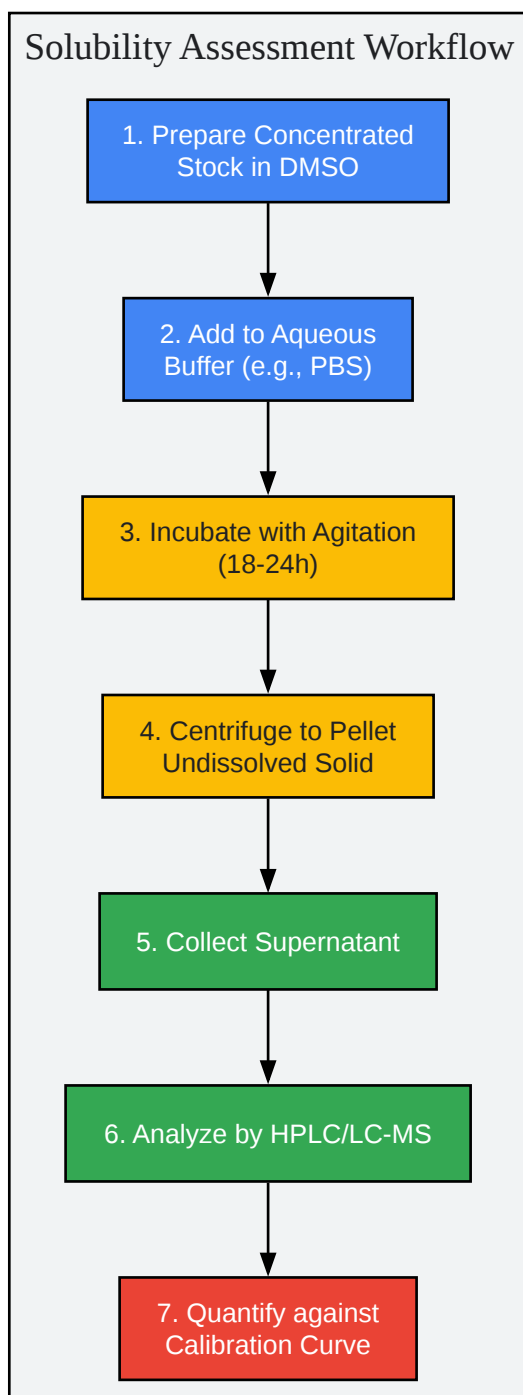 Solubility Assessment Workflow
1. Prepare Concentrated
Stock in DMSO
2. Add to Aqueous
Buffer (e.g., PBS)
3. Incubate with Agitation
(18-24h)
4. Centrifuge to Pellet
Undissolved Solid
5. Collect Supernatant
6. Analyze by HPLC/LC-MS
7. Quantify against
Calibration Curve